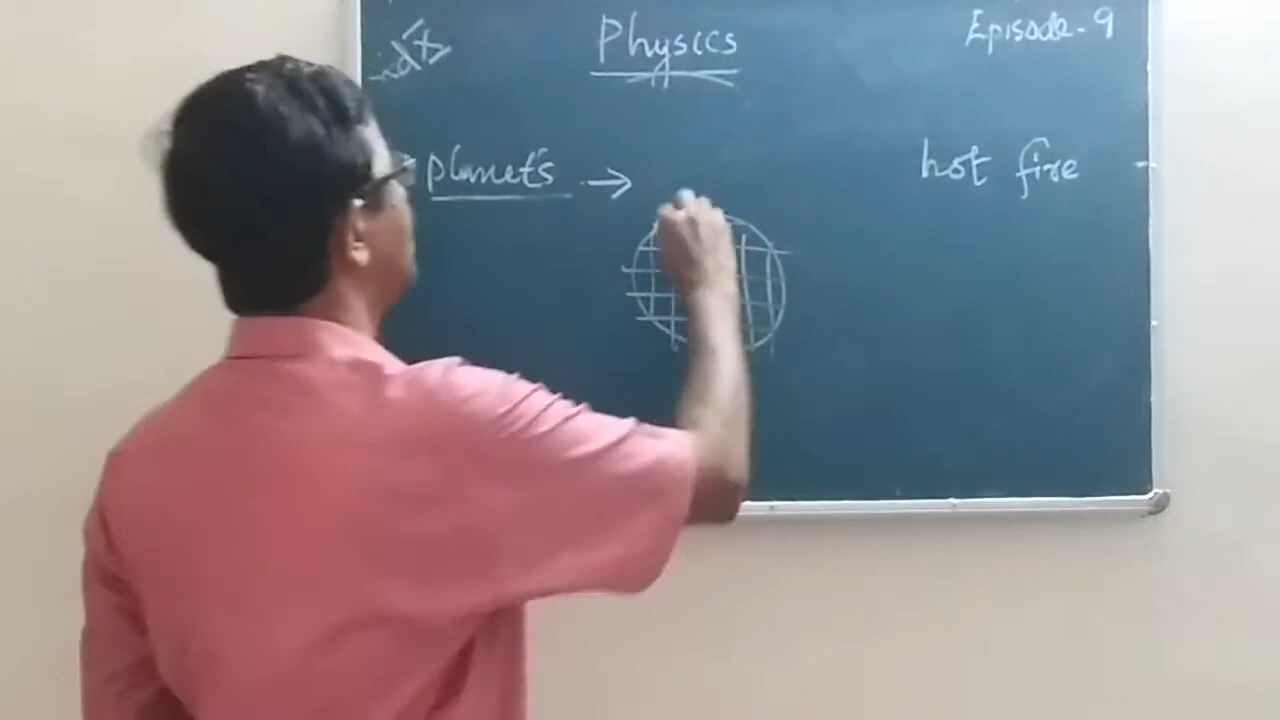 Physics
Episode-9
Planets →
hot fire